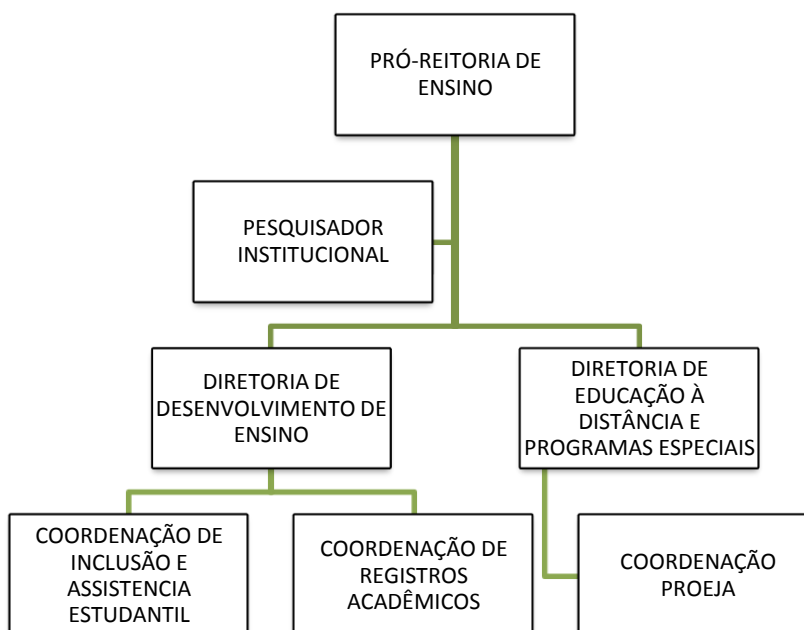 PRÓ-REITORIA DE
ENSINO
PESQUISADOR
INSTITUCIONAL
DIRETORIA DE
DESENVOLVIMENTO DE
ENSINO
DIRETORIA DE
EDUCAÇÃO À
DISTÂNCIA E
PROGRAMAS ESPECIAIS
COORDENAÇÃO DE
INCLUSÃO E
ASSISTENCIA
ESTUDANTIL
COORDENAÇÃO DE
REGISTROS
ACADÊMICOS
COORDENAÇÃO
PROEJA